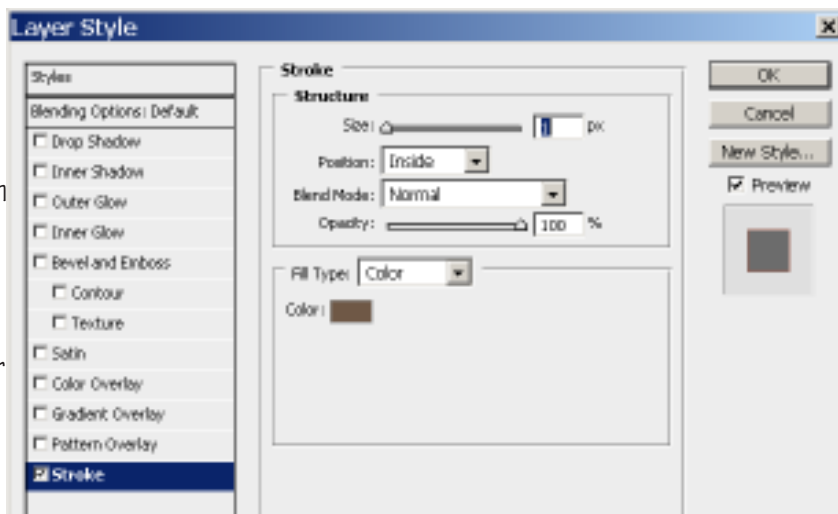 Layer Style
Styles
Blending Options: Default
Drop Shadow
Inner Shadow
Outer Glow
Inner Glow
Bevel and Emboss
Contour
Texture
Satin
Color Overlay
Gradient Overlay
Pattern Overlay
Stroke
Stroke
Structure
Size: 1 px
Position: Inside
Blend Mode: Normal
Opacity: 100 %
Fill Type: Color
Color:
OK
Cancel
New Style...
Preview